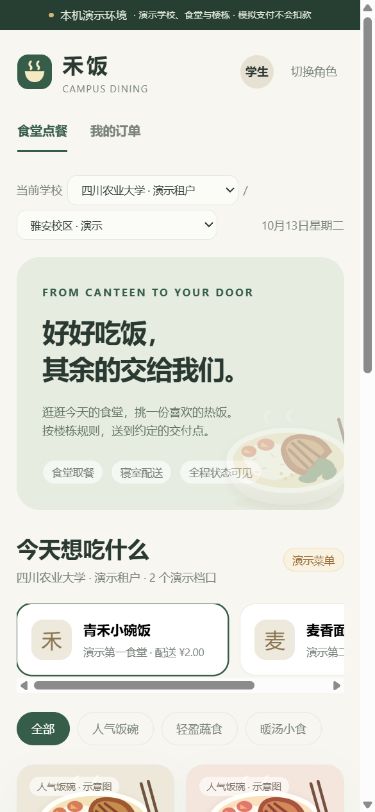 本机演示环境 · 演示学校、食堂与楼栋 · 模拟支付不会扣款
禾饭
CAMPUS DINING
学生
切换角色
食堂点餐
我的订单
当前学校
四川农业大学 · 演示租户
/
雅安校区 · 演示
10月13日星期二
FROM CANTEEN TO YOUR DOOR
好好吃饭，
其余的交给我们。
逛逛今天的食堂，挑一份喜欢的热饭。
按楼栋规则，送到约定的交付点。
食堂取餐
寝室配送
全程状态可见
今天想吃什么
四川农业大学 · 演示租户 · 2 个演示档口
演示菜单
禾
青禾小碗饭
演示第一食堂 · 配送 ¥2.00
麦
麦香面
演示第二
全部
人气饭碗
轻盈蔬食
暖汤小食
人气饭碗 · 示意图
人气饭碗 · 示意图